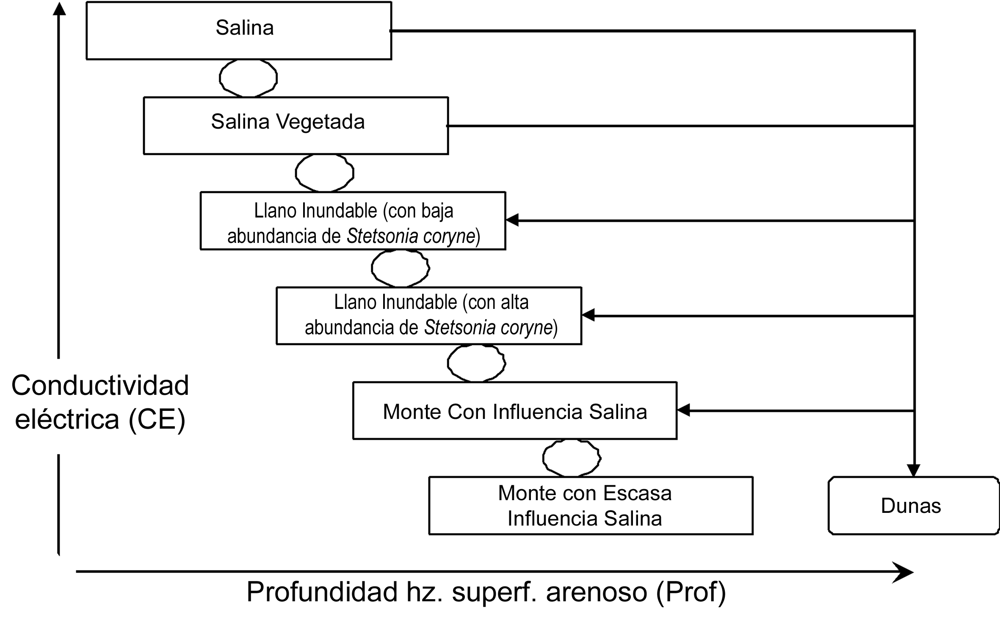 Salina
Salina Vegetada
Llano Inundable (con baja
abundancia de Stetsonia coryne)
Llano Inundable (con alta
abundancia de Stetsonia coryne)
Conductividad
eléctrica (CE)
Monte Con Influencia Salina
Monte con Escasa
Influencia Salina
Dunas
Profundidad hz. superf. arenoso (Prof)